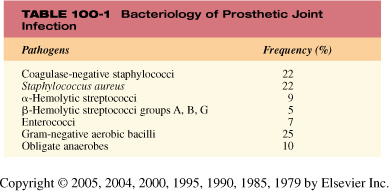 TABLE 100-1 Bacteriology of Prosthetic Joint
Infection
Pathogens Frequency (%)
Coagulase-negative staphylococci 22
Staphylococcus aureus 22
α-Hemolytic streptococci 9
β-Hemolytic streptococci groups A, B, G 5
Enterococci 7
Gram-negative aerobic bacilli 25
Obligate anaerobes 10
Copyright © 2005, 2004, 2000, 1995, 1990, 1985, 1979 by Elsevier Inc.